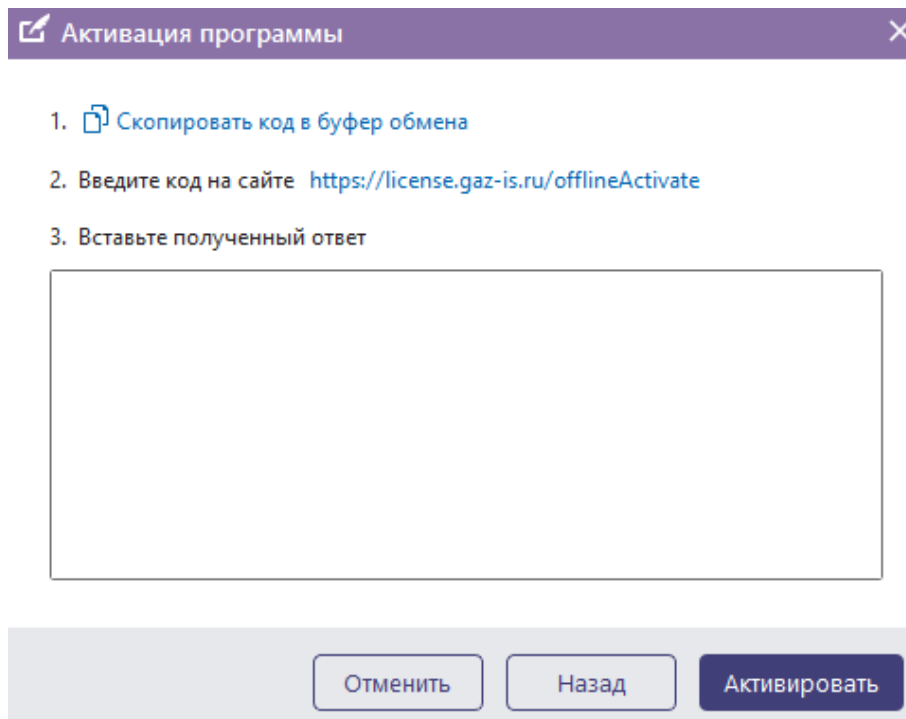 Активация программы
1. Скопировать код в буфер обмена
2. Введите код на сайте https://license.gaz-is.ru/offlineActivate
3. Вставьте полученный ответ
Отменить Назад Активировать